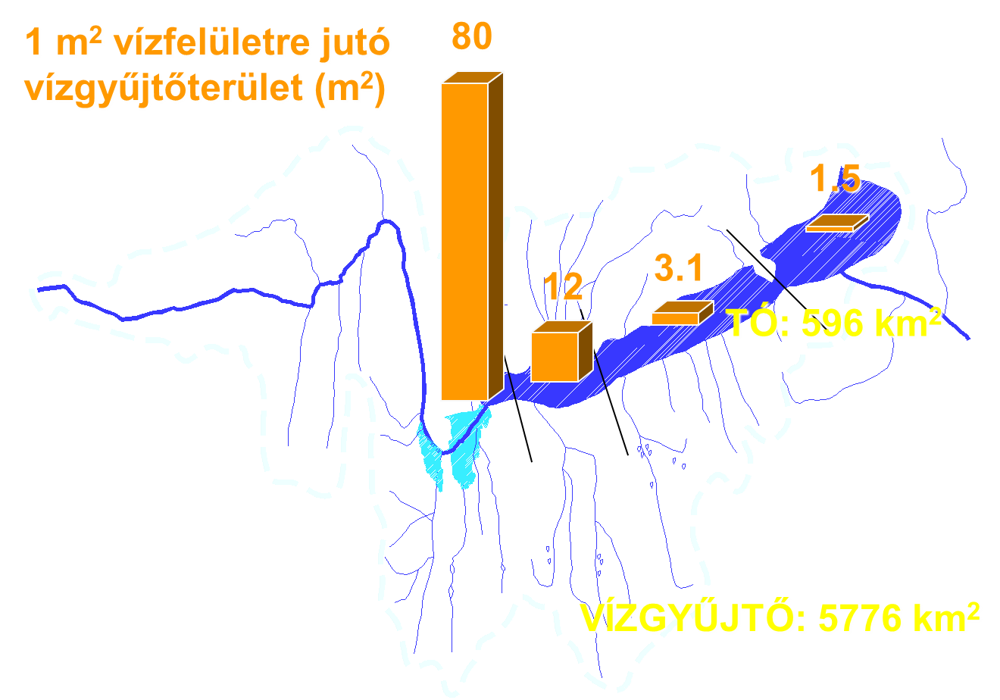 1 m² vízfelületre jutó
vízgyűjtőterület (m²)
80
1.5
3.1
12
TÓ: 596 km²
VÍZGYŰJTŐ: 5776 km²